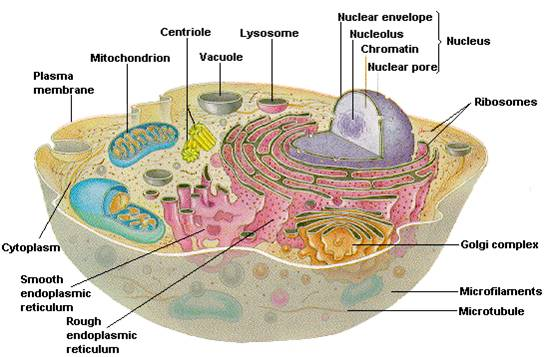 Nuclear envelope
Nucleolus
Chromatin
Nuclear pore
Nucleus
Centriole
Lysosome
Mitochondrion
Vacuole
Plasma
membrane
Ribosomes
Cytoplasm
Golgi complex
Smooth
endoplasmic
reticulum
Microfilaments
Microtubule
Rough
endoplasmic
reticulum